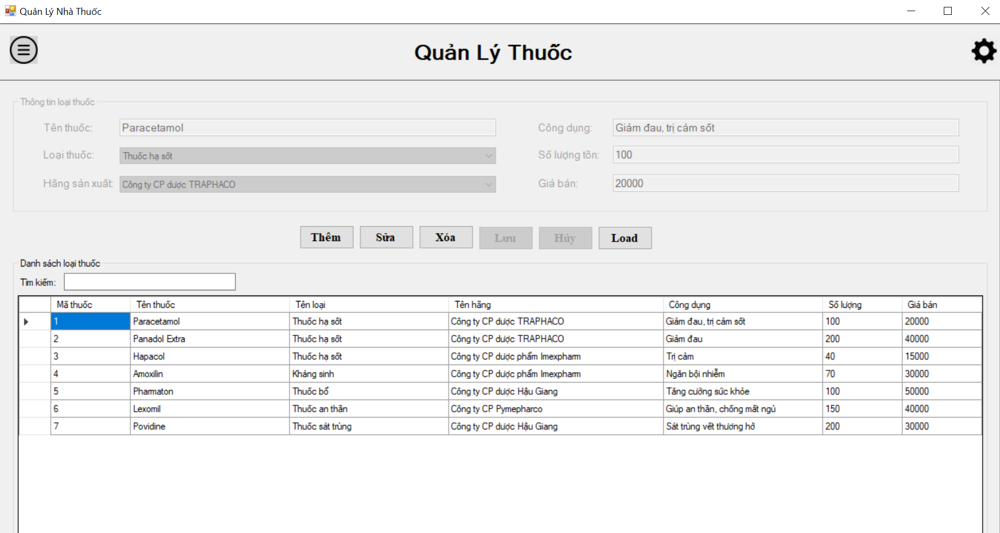 Quản Lý Nhà Thuốc
Quản Lý Thuốc
Thông tin loại thuốc
Tên thuốc: Paracetamol Công dụng: Giảm đau, trị cảm sốt
Loại thuốc: Thuốc hạ sốt Số lượng tồn: 100
Hãng sản xuất: Công ty CP dược TRAPHACO Giá bán: 20000
Thêm Sửa Xóa Lưu Hủy Load
Danh sách loại thuốc
Tìm kiếm:
Mã thuốc Tên thuốc Tên loại Tên hãng Công dụng Số lượng Giá bán
1 Paracetamol Thuốc hạ sốt Công ty CP dược TRAPHACO Giảm đau, trị cảm sốt 100 20000
2 Panadol Extra Thuốc hạ sốt Công ty CP dược TRAPHACO Giảm đau 200 40000
3 Hapacol Thuốc hạ sốt Công ty CP dược phẩm Imexpharm Trị cảm 40 15000
4 Amoxilin Kháng sinh Công ty CP dược phẩm Imexpharm Ngăn bội nhiễm 70 30000
5 Pharmaton Thuốc bổ Công ty CP dược Hậu Giang Tăng cường sức khỏe 100 50000
6 Lexomil Thuốc an thần Công ty CP Pymepharco Giúp an thần, chống mất ngủ 150 40000
7 Povidine Thuốc sát trùng Công ty CP dược Hậu Giang Sát trùng vết thương hở 200 30000